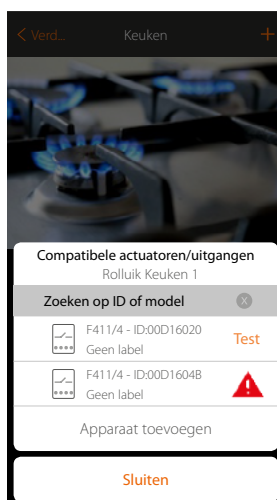 Verd... Keuken +
Compatibele actuatoren/uitgangen
Rolluik Keuken 1
Zoeken op ID of model
F411/4 - ID:00D16020
Geen label
Test
F411/4 - ID:00D1604B
Geen label
Apparaat toevoegen
Sluiten